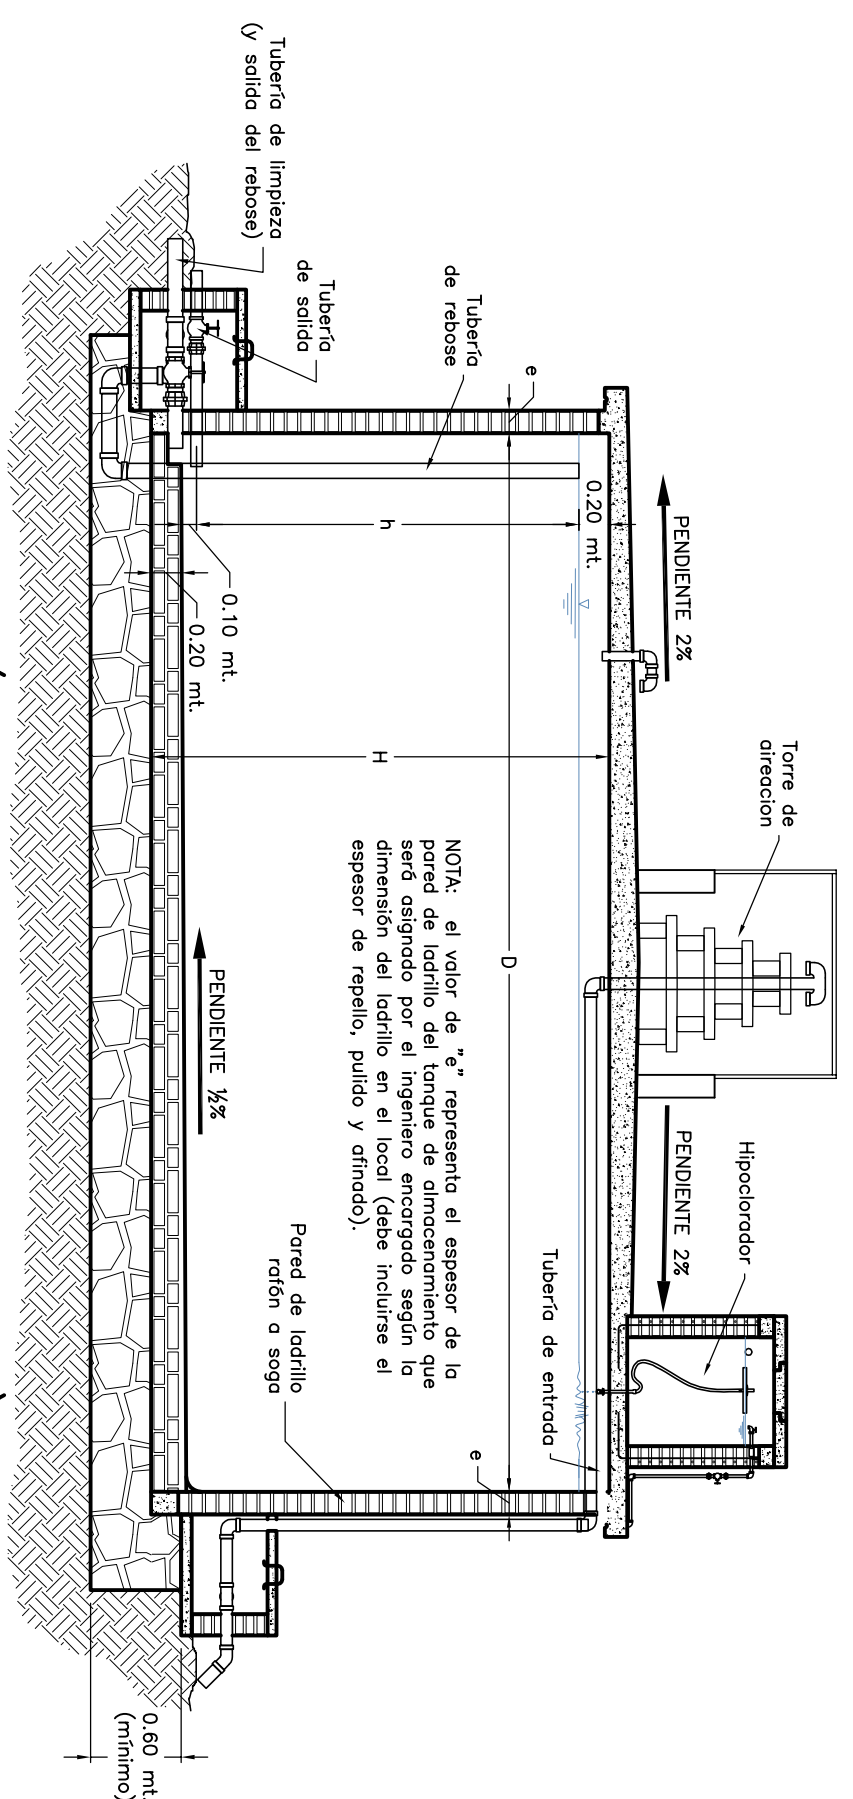 Tubería de limpieza
(y salida del rebose)
Tubería
de salida
Tubería
de rebose
e
0.20 mt.
PENDIENTE 2%
h
0.10 mt.
0.20 mt.
H
Torre de
aireacion
D
NOTA: el valor de "e" representa el espesor de la
pared de ladrillo del tanque de almacenamiento que
será asignado por el ingeniero encargado según la
dimensión del ladrillo en el local (debe incluirse el
espesor de repello, pulido y afinado).
PENDIENTE ½%
PENDIENTE 2%
Hipoclorador
Tubería de entrada
Pared de ladrillo
rafón a soga
e
0.60 mt.
(mínimo)